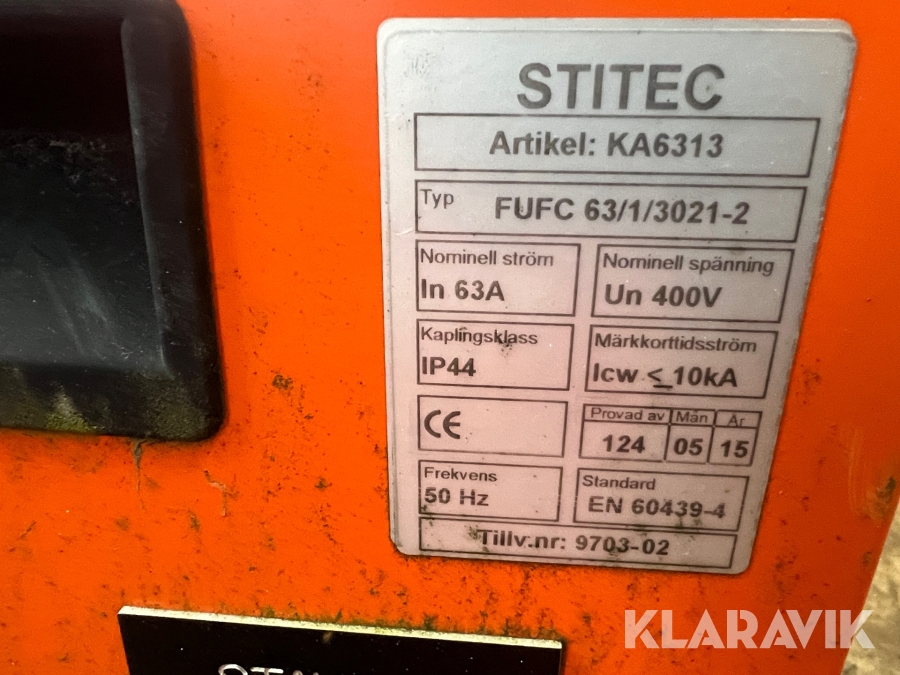 STITEC
Artikel: KA6313
Typ FUFC 63/1/3021-2
Nominell ström
In 63A
Nominell spänning
Un 400V
Kaplingsklass
IP44
Märkkorttidsström
Icw ≤ 10kA
CE
Provad av Mån År
124 05 15
Frekvens
50 Hz
Standard
EN 60439-4
Tillv.nr: 9703-02
KLARAVIK